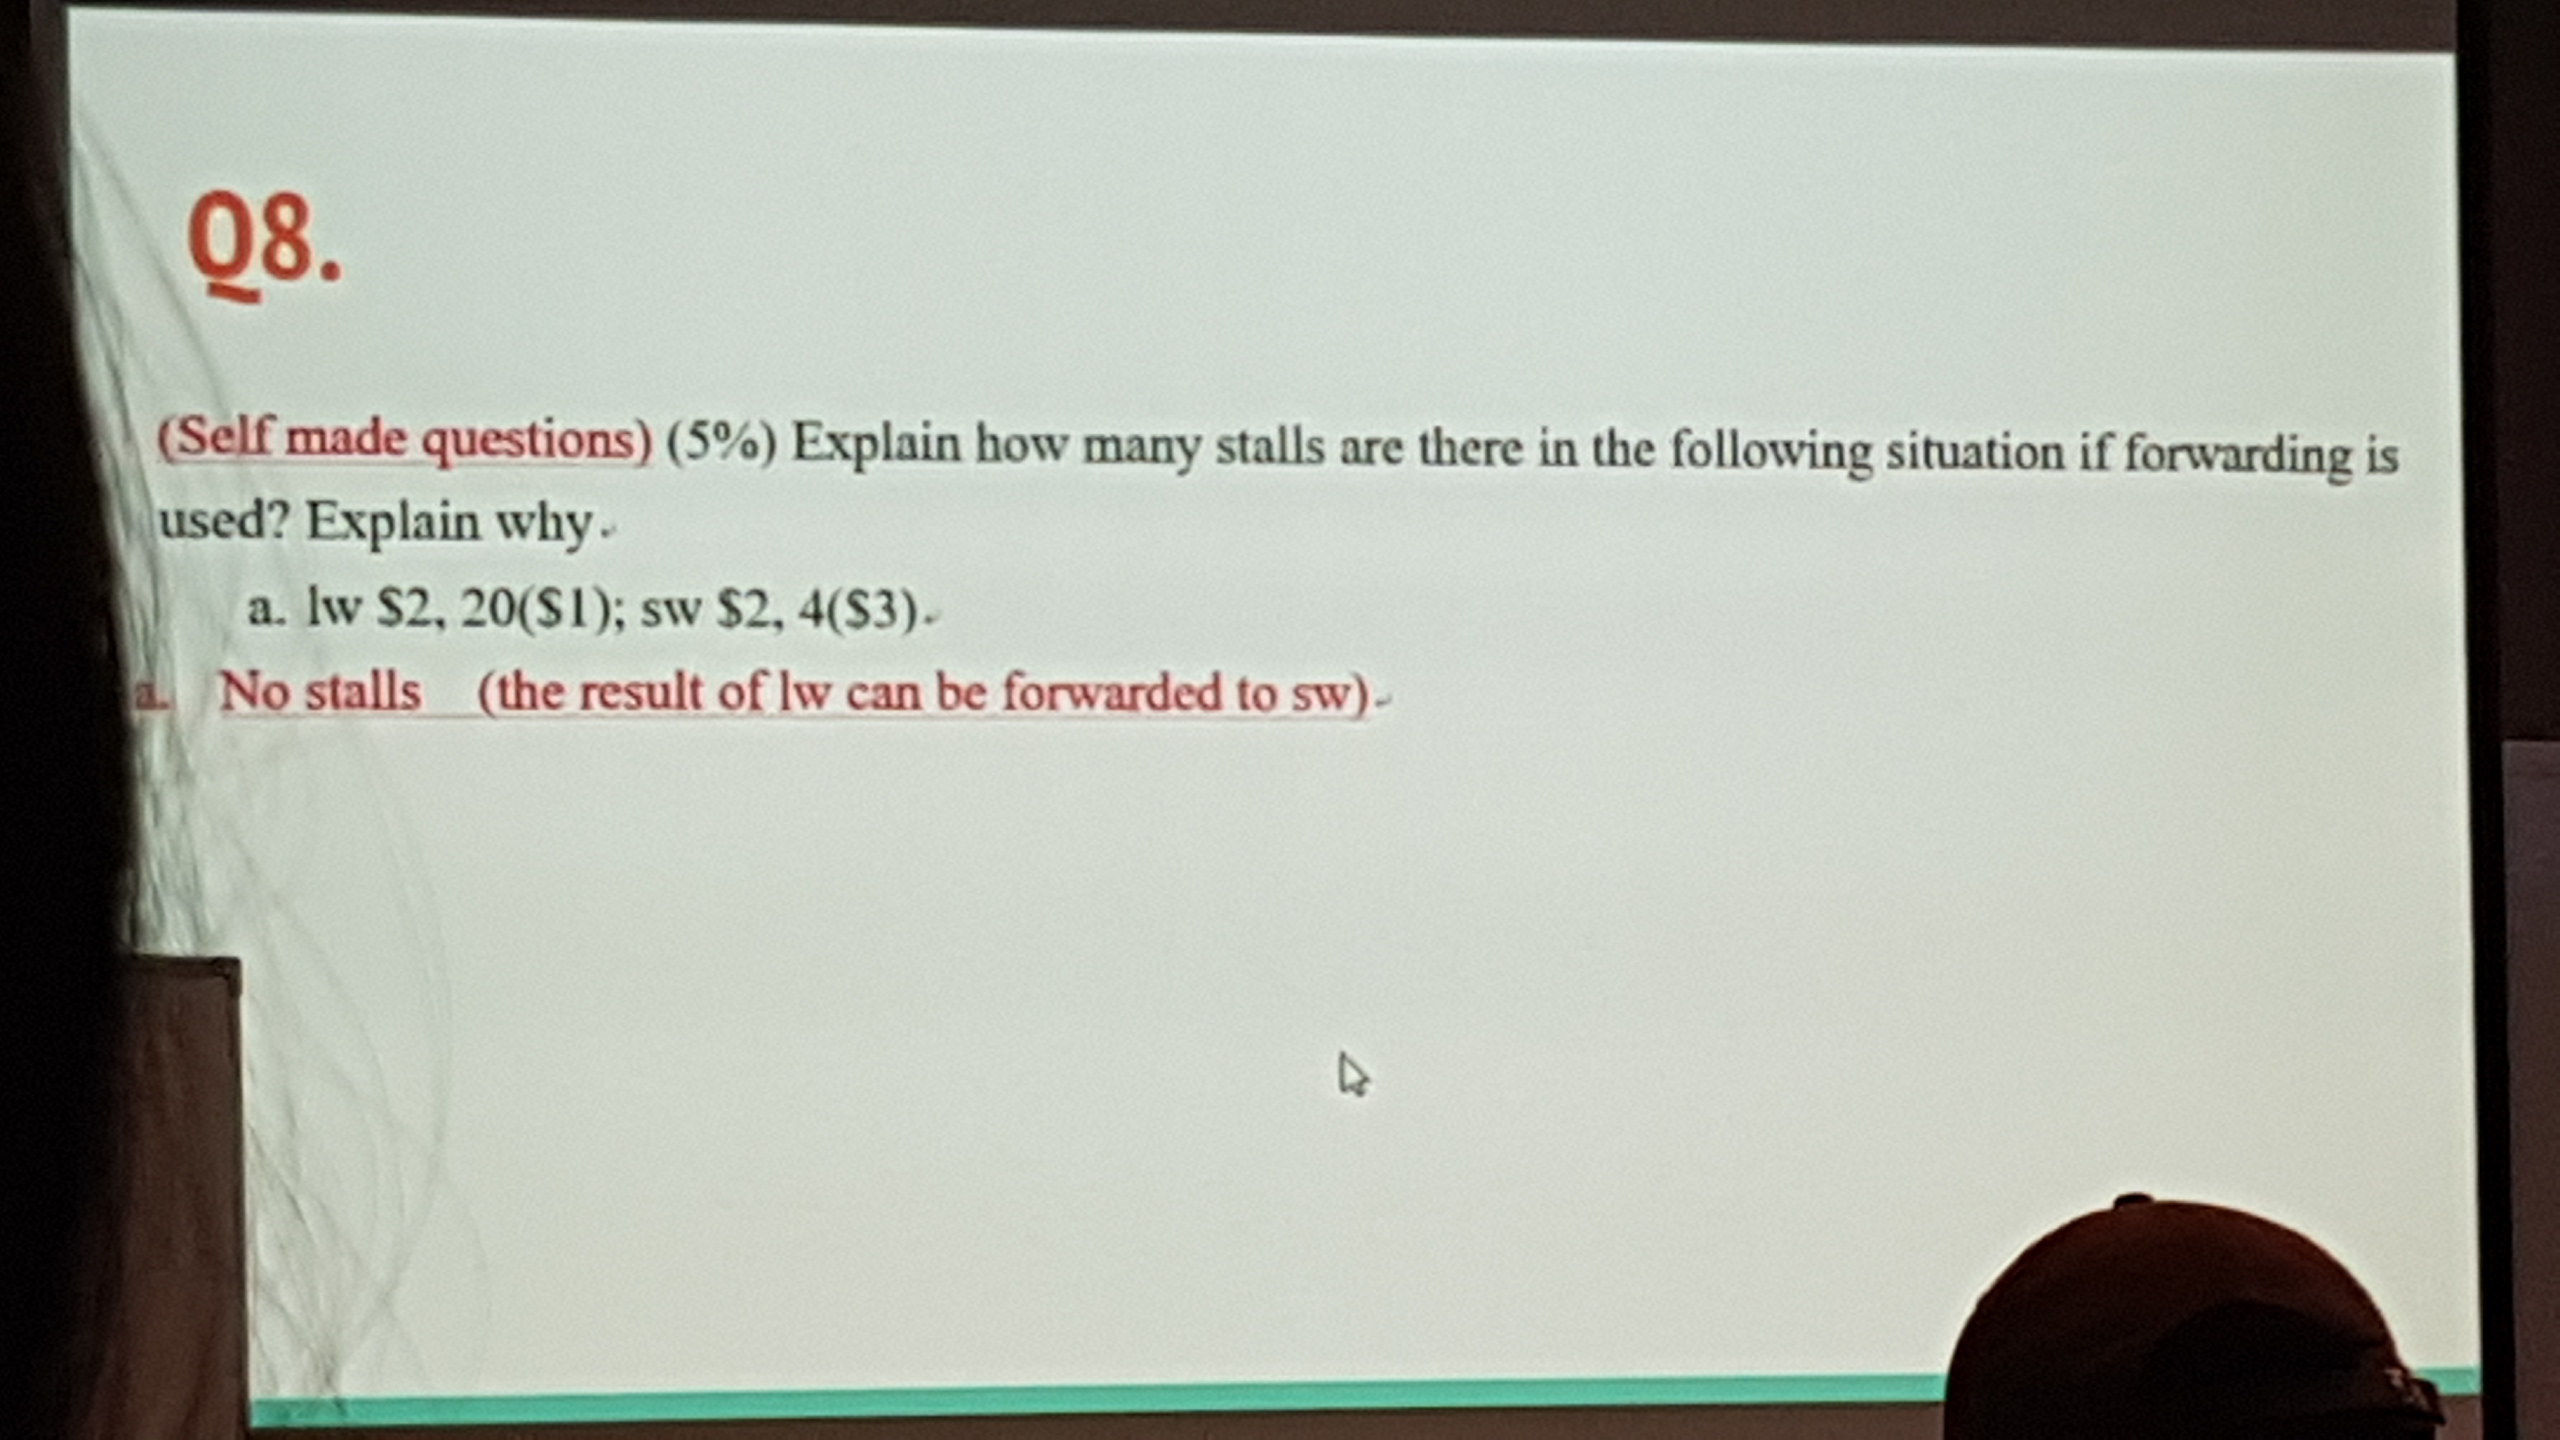 Q8.
(Self made questions) (5%) Explain how many stalls are there in the following situation if forwarding is
used? Explain why
a. lw $2, 20($1); sw $2, 4($3)
a. No stalls (the result of lw can be forwarded to sw)